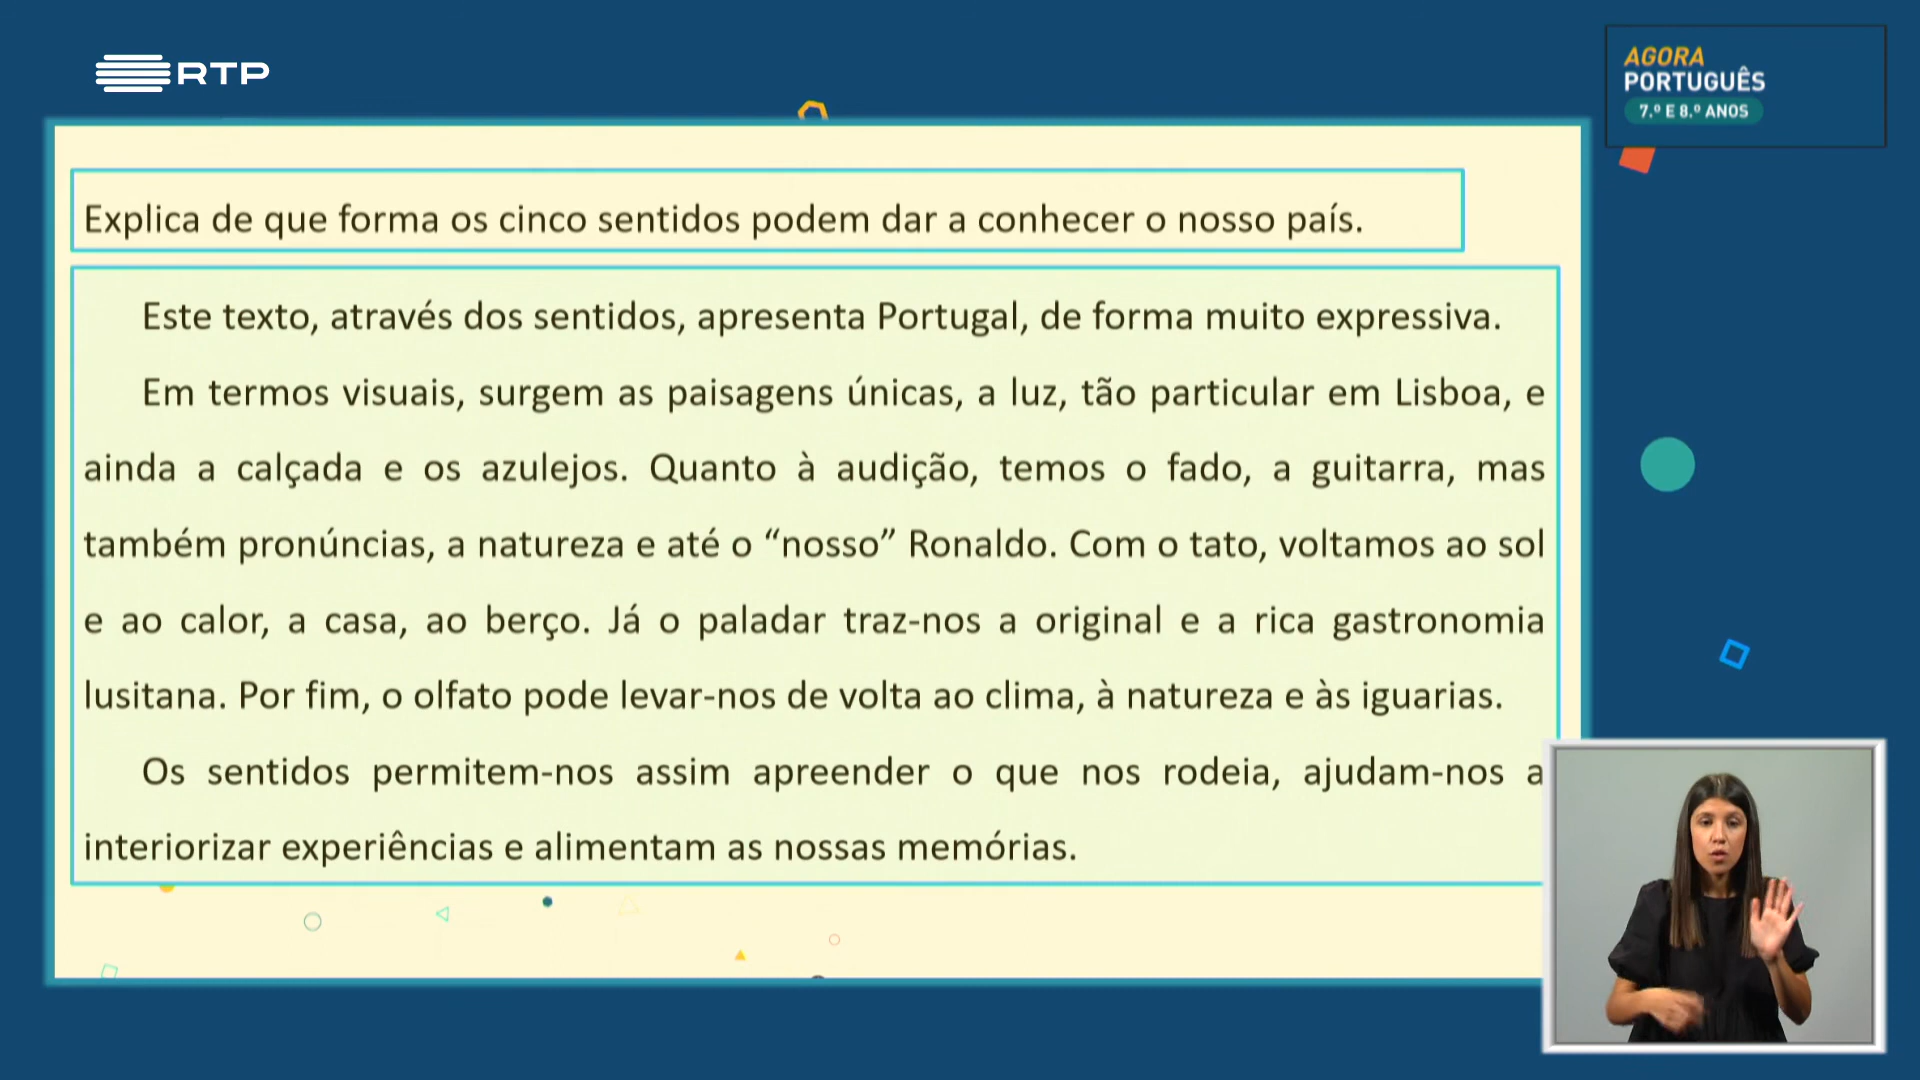 RTP
AGORA
PORTUGUÊS
7.º E 8.º ANOS
Explica de que forma os cinco sentidos podem dar a conhecer o nosso país.
Este texto, através dos sentidos, apresenta Portugal, de forma muito expressiva.
Em termos visuais, surgem as paisagens únicas, a luz, tão particular em Lisboa, e
ainda a calçada e os azulejos. Quanto à audição, temos o fado, a guitarra, mas
também pronúncias, a natureza e até o “nosso” Ronaldo. Com o tato, voltamos ao sol
e ao calor, a casa, ao berço. Já o paladar traz-nos a original e a rica gastronomia
lusitana. Por fim, o olfato pode levar-nos de volta ao clima, à natureza e às iguarias.
Os sentidos permitem-nos assim apreender o que nos rodeia, ajudam-nos a
interiorizar experiências e alimentam as nossas memórias.